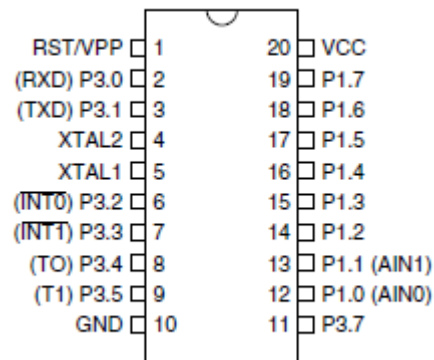 RST/VPP 1 20 VCC
(RXD) P3.0 2 19 P1.7
(TXD) P3.1 3 18 P1.6
XTAL2 4 17 P1.5
XTAL1 5 16 P1.4
(I̅N̅T̅0̅) P3.2 6 15 P1.3
(I̅N̅T̅1̅) P3.3 7 14 P1.2
(TO) P3.4 8 13 P1.1 (AIN1)
(T1) P3.5 9 12 P1.0 (AIN0)
GND 10 11 P3.7